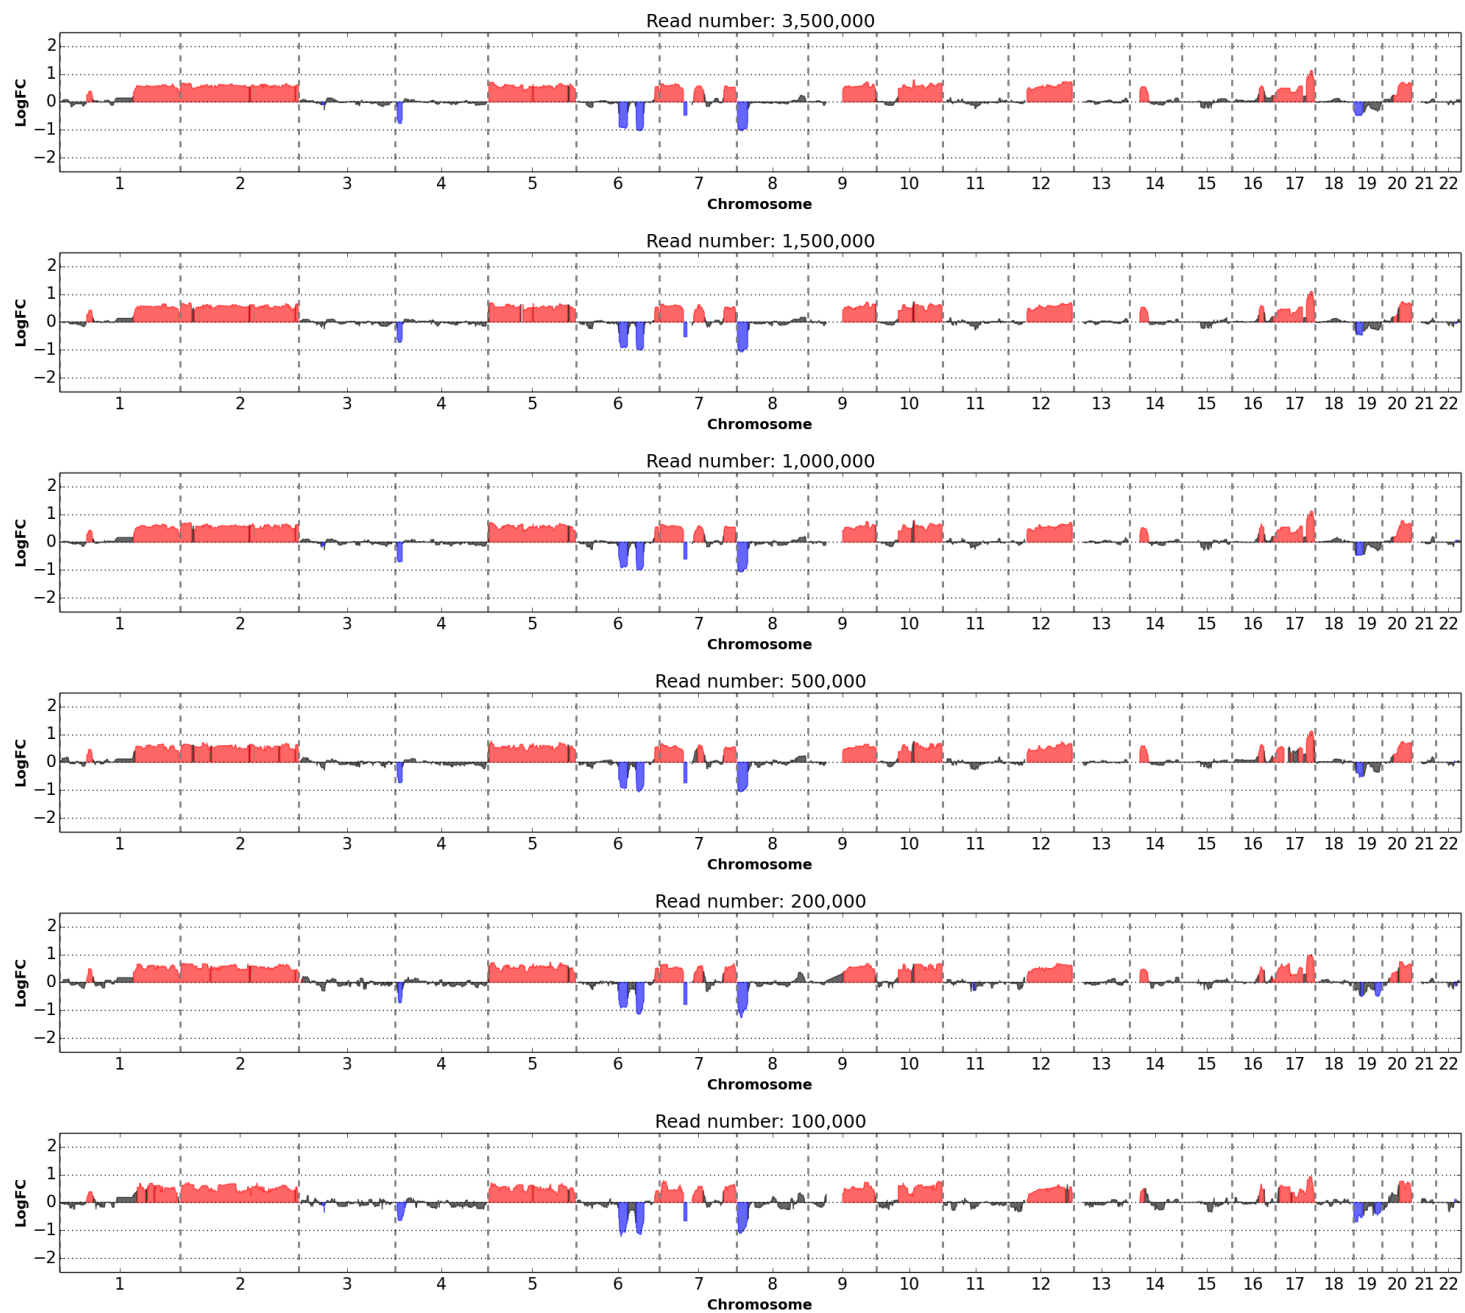 Read number: 3,500,000
LogFC
2
1
0
−1
−2
1 2 3 4 5 6 7 8 9 10 11 12 13 14 15 16 17 18 19 20 21 22
Chromosome
Read number: 1,500,000
LogFC
2
1
0
−1
−2
1 2 3 4 5 6 7 8 9 10 11 12 13 14 15 16 17 18 19 20 21 22
Chromosome
Read number: 1,000,000
LogFC
2
1
0
−1
−2
1 2 3 4 5 6 7 8 9 10 11 12 13 14 15 16 17 18 19 20 21 22
Chromosome
Read number: 500,000
LogFC
2
1
0
−1
−2
1 2 3 4 5 6 7 8 9 10 11 12 13 14 15 16 17 18 19 20 21 22
Chromosome
Read number: 200,000
LogFC
2
1
0
−1
−2
1 2 3 4 5 6 7 8 9 10 11 12 13 14 15 16 17 18 19 20 21 22
Chromosome
Read number: 100,000
LogFC
2
1
0
−1
−2
1 2 3 4 5 6 7 8 9 10 11 12 13 14 15 16 17 18 19 20 21 22
Chromosome